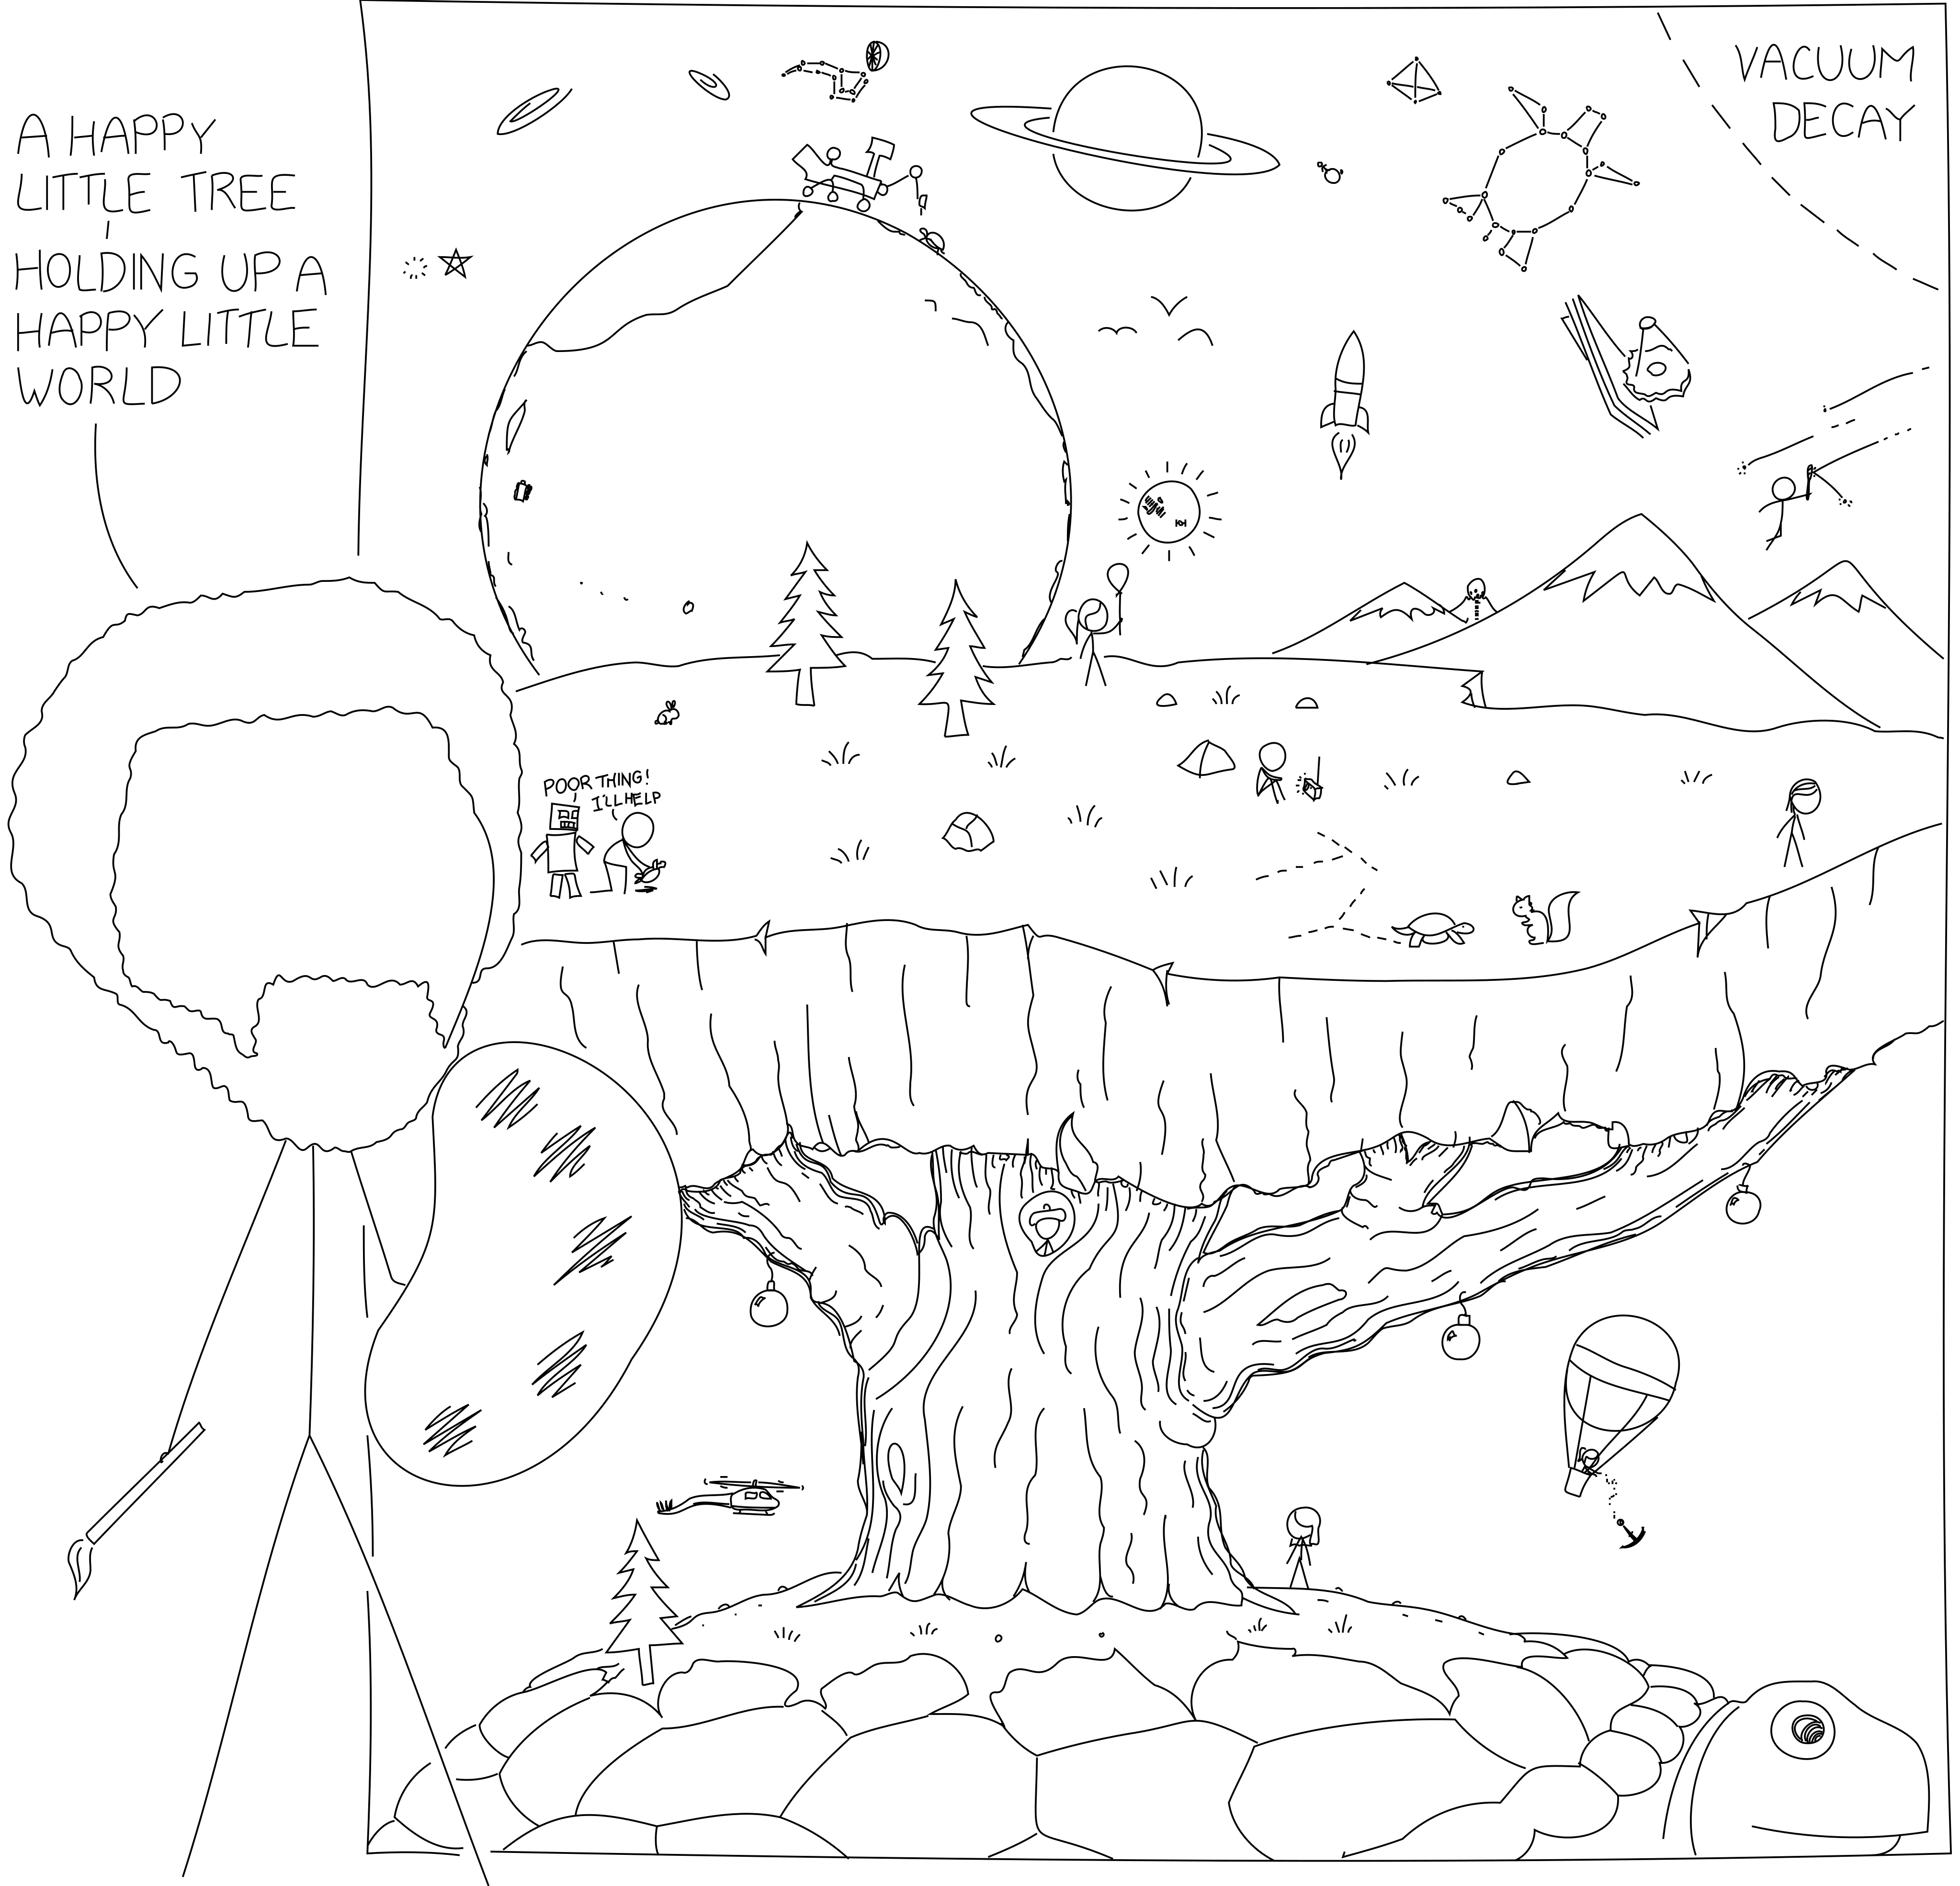 A HAPPY
LITTLE TREE
HOLDING UP A
HAPPY LITTLE
WORLD
VACUUM
DECAY
POOR THING!
I'LL HELP